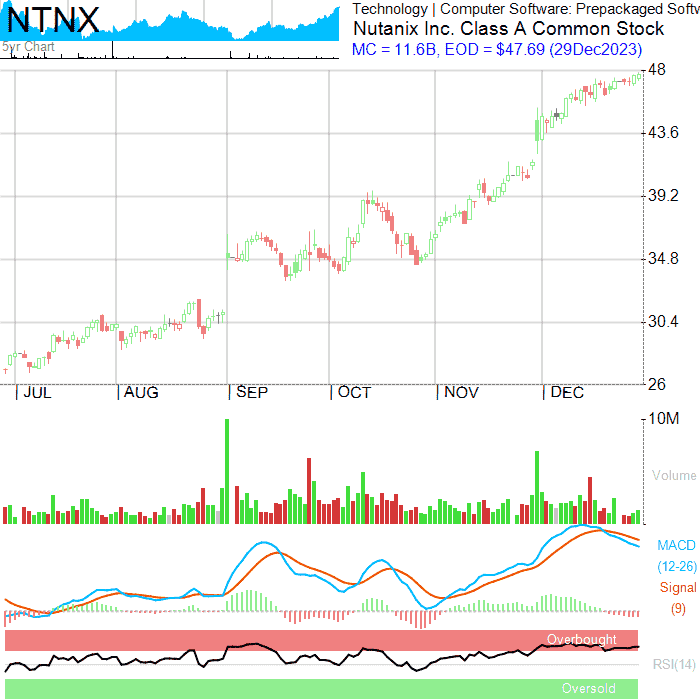 NTNX
5yr Chart
Technology | Computer Software: Prepackaged Softw
Nutanix Inc. Class A Common Stock
MC = 11.6B, EOD = $47.69 (29Dec2023)
48
43.6
39.2
34.8
30.4
26
JUL AUG SEP OCT NOV DEC
10M
Volume
MACD
(12-26)
Signal
(9)
Overbought
RSI(14)
Oversold